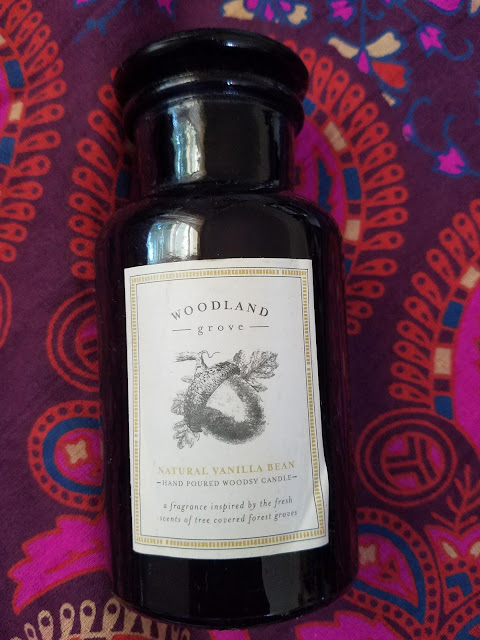 WOODLAND
grove
NATURAL VANILLA BEAN
HAND POURED WOODSY CANDLE
a fragrance inspired by the fresh
scents of tree covered forest groves